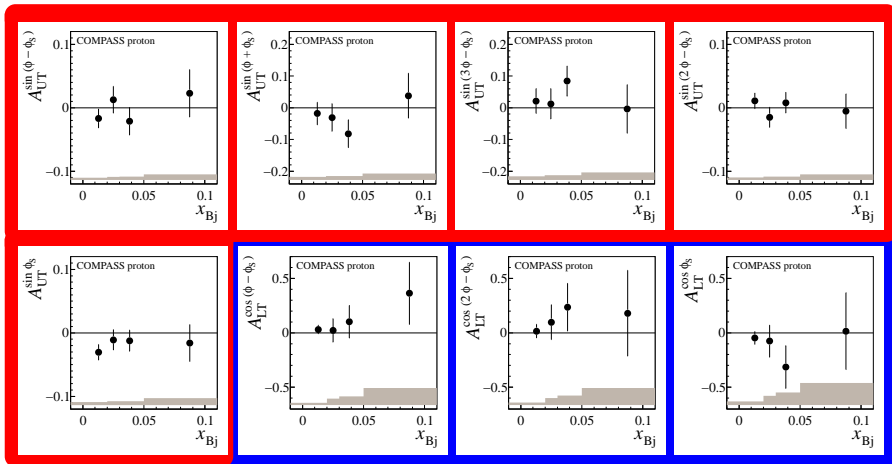 COMPASS proton
A_UT^sin (ϕ − ϕ_S)
0.1
0
−0.1
0 0.05 0.1
x_Bj
COMPASS proton
A_UT^sin (ϕ + ϕ_S)
0.2
0.1
0
−0.1
−0.2
0 0.05 0.1
x_Bj
COMPASS proton
A_UT^sin (3 ϕ − ϕ_S)
0.2
0.1
0
−0.1
−0.2
0 0.05 0.1
x_Bj
COMPASS proton
A_UT^sin (2 ϕ − ϕ_S)
0.1
0
−0.1
0 0.05 0.1
x_Bj
COMPASS proton
A_UT^sin ϕ_S
0.1
0
−0.1
0 0.05 0.1
x_Bj
COMPASS proton
A_LT^cos (ϕ − ϕ_S)
0.5
0
−0.5
0 0.05 0.1
x_Bj
COMPASS proton
A_LT^cos (2 ϕ − ϕ_S)
0.5
0
−0.5
0 0.05 0.1
x_Bj
COMPASS proton
A_LT^cos ϕ_S
0.5
0
−0.5
0 0.05 0.1
x_Bj